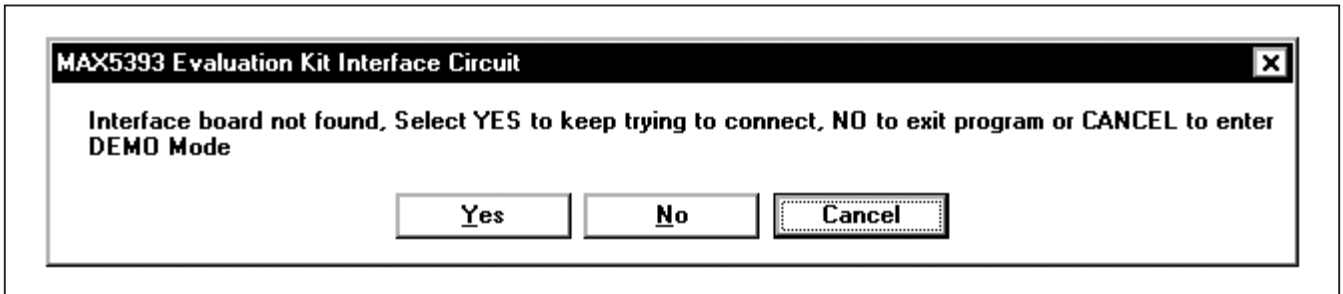 MAX5393 Evaluation Kit Interface Circuit
Interface board not found, Select YES to keep trying to connect, NO to exit program or CANCEL to enter
DEMO Mode
Yes No Cancel